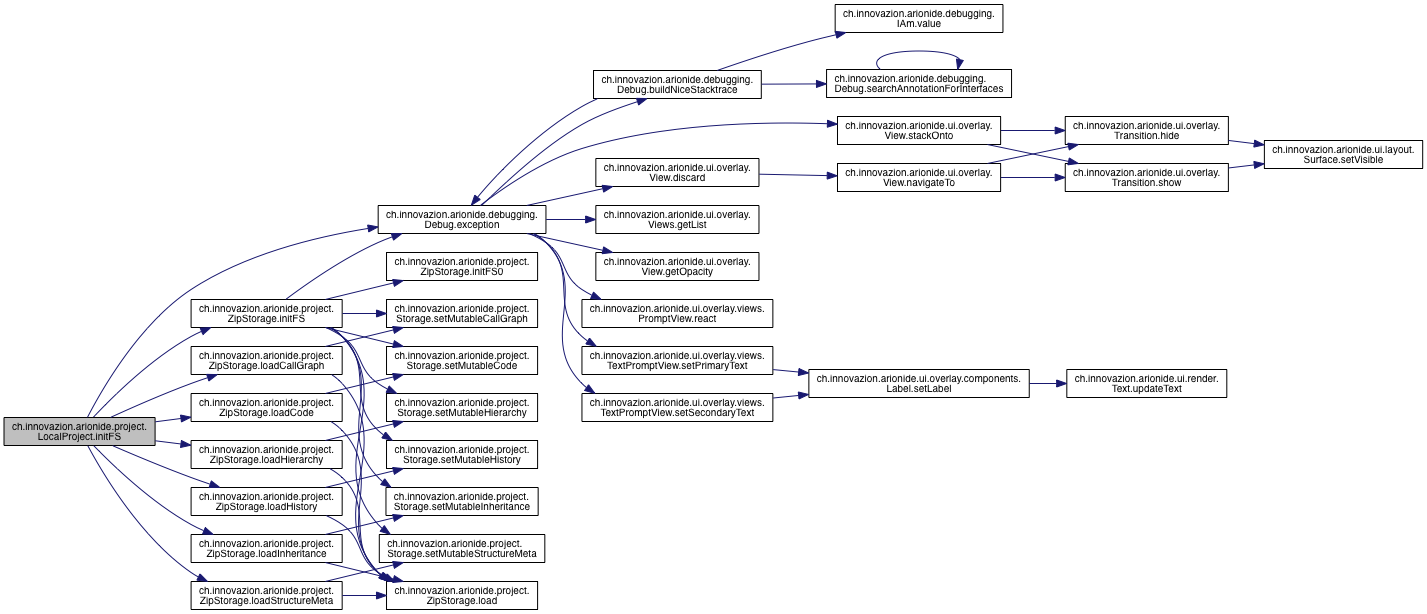 ch.innovazion.arionide.project.
LocalProject.initFS
ch.innovazion.arionide.project.
ZipStorage.initFS
ch.innovazion.arionide.project.
ZipStorage.loadCallGraph
ch.innovazion.arionide.project.
ZipStorage.loadCode
ch.innovazion.arionide.project.
ZipStorage.loadHierarchy
ch.innovazion.arionide.project.
ZipStorage.loadHistory
ch.innovazion.arionide.project.
ZipStorage.loadInheritance
ch.innovazion.arionide.project.
ZipStorage.loadStructureMeta
ch.innovazion.arionide.debugging.
Debug.exception
ch.innovazion.arionide.project.
ZipStorage.initFS0
ch.innovazion.arionide.project.
Storage.setMutableCallGraph
ch.innovazion.arionide.project.
Storage.setMutableCode
ch.innovazion.arionide.project.
Storage.setMutableHierarchy
ch.innovazion.arionide.project.
Storage.setMutableHistory
ch.innovazion.arionide.project.
Storage.setMutableInheritance
ch.innovazion.arionide.project.
Storage.setMutableStructureMeta
ch.innovazion.arionide.project.
ZipStorage.load
ch.innovazion.arionide.debugging.
Debug.buildNiceStacktrace
ch.innovazion.arionide.ui.overlay.
View.discard
ch.innovazion.arionide.ui.overlay.
Views.getList
ch.innovazion.arionide.ui.overlay.
View.getOpacity
ch.innovazion.arionide.ui.overlay.views.
PromptView.react
ch.innovazion.arionide.ui.overlay.views.
TextPromptView.setPrimaryText
ch.innovazion.arionide.ui.overlay.views.
TextPromptView.setSecondaryText
ch.innovazion.arionide.debugging.
IAm.value
ch.innovazion.arionide.debugging.
Debug.searchAnnotationForInterfaces
ch.innovazion.arionide.ui.overlay.
View.stackOnto
ch.innovazion.arionide.ui.overlay.
View.navigateTo
ch.innovazion.arionide.ui.overlay.components.
Label.setLabel
ch.innovazion.arionide.ui.overlay.
Transition.hide
ch.innovazion.arionide.ui.overlay.
Transition.show
ch.innovazion.arionide.ui.render.
Text.updateText
ch.innovazion.arionide.ui.layout.
Surface.setVisible